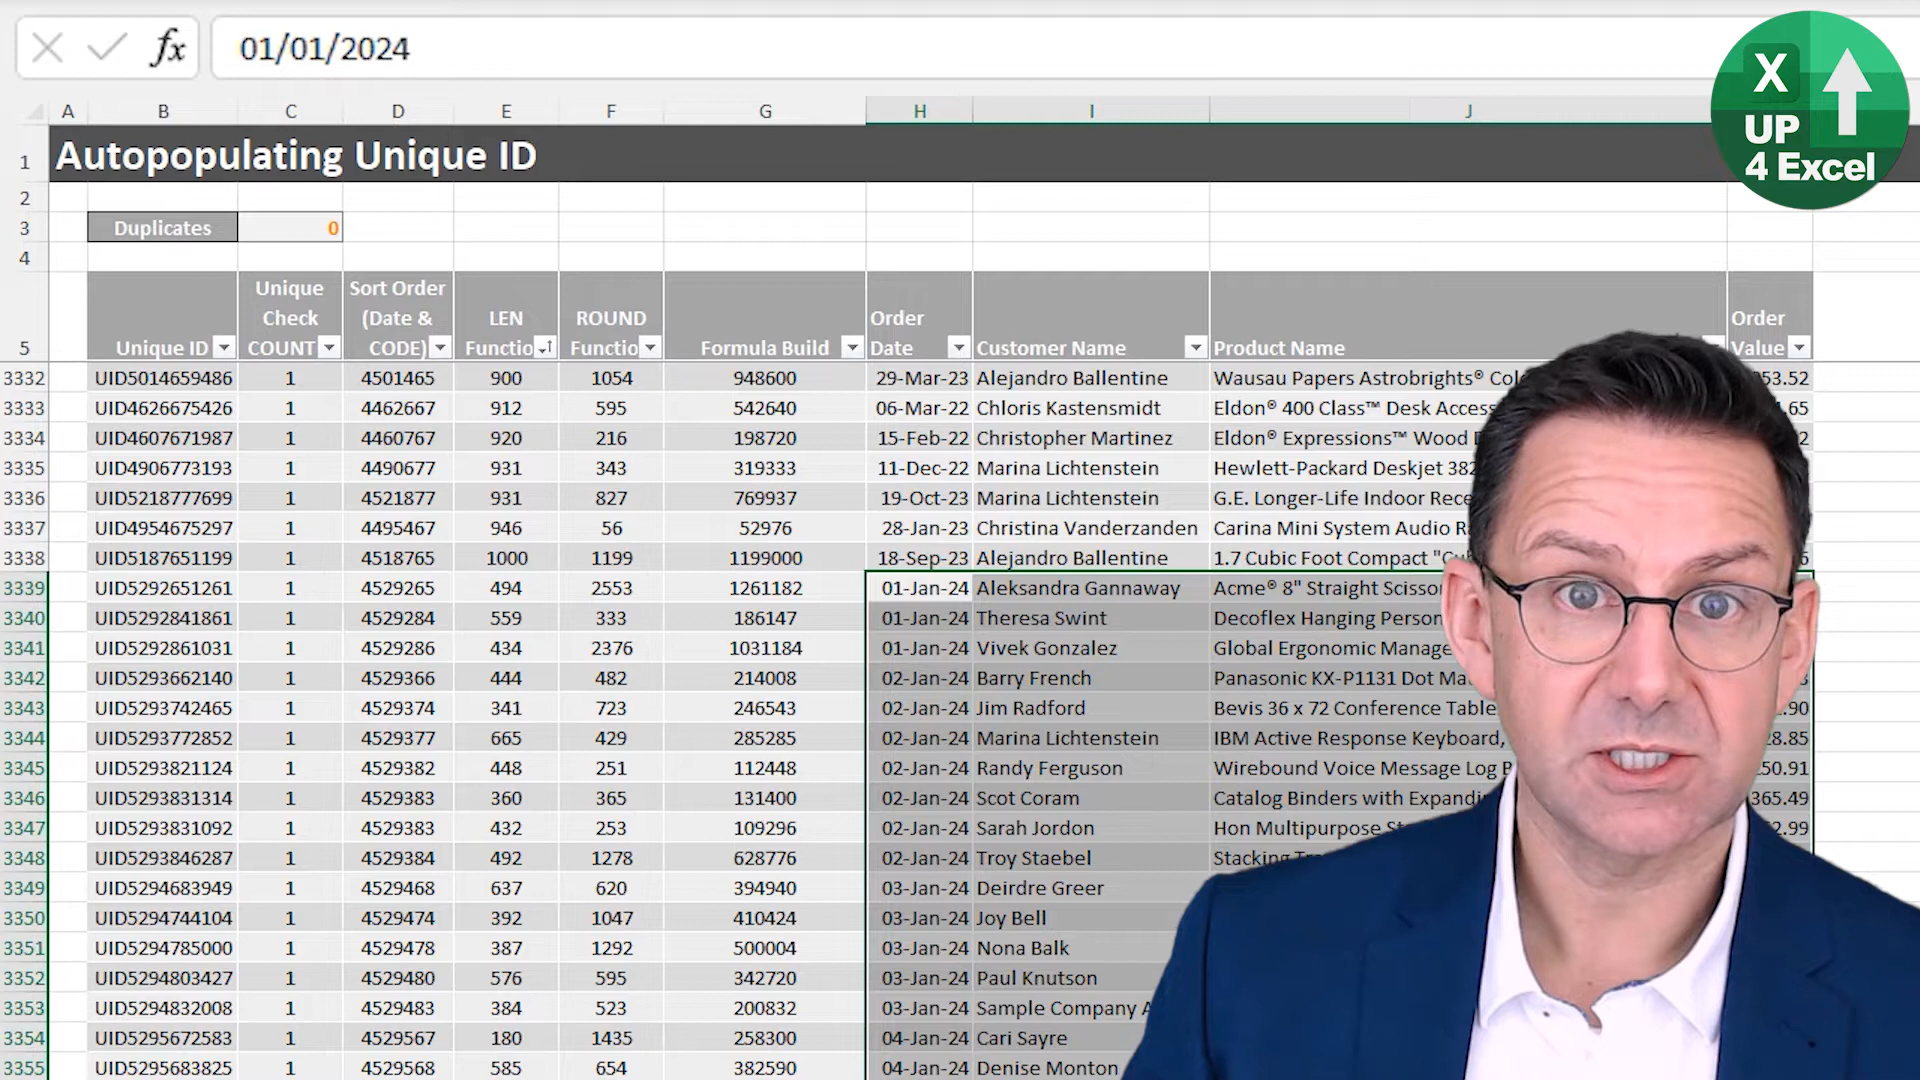 fx 01/01/2024
X
UP
4 Excel
A B C D E F G H I J
1 Autopopulating Unique ID
2
3 Duplicates 0
4
Unique Sort Order
Check (Date & LEN ROUND Order Order
5 Unique ID COUNT CODE) Functio Functio Formula Build Date Customer Name Product Name Value
3332 UID5014659486 1 4501465 900 1054 948600 29-Mar-23 Alejandro Ballentine Wausau Papers Astrobrights® 53.52
3333 UID4626675426 1 4462667 912 595 542640 06-Mar-22 Chloris Kastensmidt Eldon® 400 Class™ Desk Access .65
3334 UID4607671987 1 4460767 920 216 198720 15-Feb-22 Christopher Martinez Eldon® Expressions™ Wood 2
3335 UID4906773193 1 4490677 931 343 319333 11-Dec-22 Marina Lichtenstein Hewlett-Packard Deskjet 382
3336 UID5218777699 1 4521877 931 827 769937 19-Oct-23 Marina Lichtenstein G.E. Longer-Life Indoor Rece
3337 UID4954675297 1 4495467 946 56 52976 28-Jan-23 Christina Vanderzanden Carina Mini System Audio
3338 UID5187651199 1 4518765 1000 1199 1199000 18-Sep-23 Alejandro Ballentine 1.7 Cubic Foot Compact
3339 UID5292651261 1 4529265 494 2553 1261182 01-Jan-24 Aleksandra Gannaway Acme® 8" Straight Scisso
3340 UID5292841861 1 4529284 559 333 186147 01-Jan-24 Theresa Swint Decoflex Hanging Person
3341 UID5292861031 1 4529286 434 2376 1031184 01-Jan-24 Vivek Gonzalez Global Ergonomic Manage
3342 UID5293662140 1 4529366 444 482 214008 02-Jan-24 Barry French Panasonic KX-P1131 Dot
3343 UID5293742465 1 4529374 341 723 246543 02-Jan-24 Jim Radford Bevis 36 x 72 Conference Table .90
3344 UID5293772852 1 4529377 665 429 285285 02-Jan-24 Marina Lichtenstein IBM Active Response Keyboard, 28.85
3345 UID5293821124 1 4529382 448 251 112448 02-Jan-24 Randy Ferguson Wirebound Voice Message Log 50.91
3346 UID5293831314 1 4529383 360 365 131400 02-Jan-24 Scot Coram Catalog Binders with Expandi 365.49
3347 UID5293831092 1 4529383 432 253 109296 02-Jan-24 Sarah Jordon Hon Multipurpose 2.99
3348 UID5293846287 1 4529384 492 1278 628776 02-Jan-24 Troy Staebel Stacking
3349 UID5294683949 1 4529468 637 620 394940 03-Jan-24 Deirdre Greer
3350 UID5294744104 1 4529474 392 1047 410424 03-Jan-24 Joy Bell
3351 UID5294785000 1 4529478 387 1292 500004 03-Jan-24 Nona Balk
3352 UID5294803427 1 4529480 576 595 342720 03-Jan-24 Paul Knutson
3353 UID5294832008 1 4529483 384 523 200832 03-Jan-24 Sample Company A
3354 UID5295672583 1 4529567 180 1435 258300 04-Jan-24 Cari Sayre
3355 UID5295683825 1 4529568 585 654 382590 04-Jan-24 Denise Monton